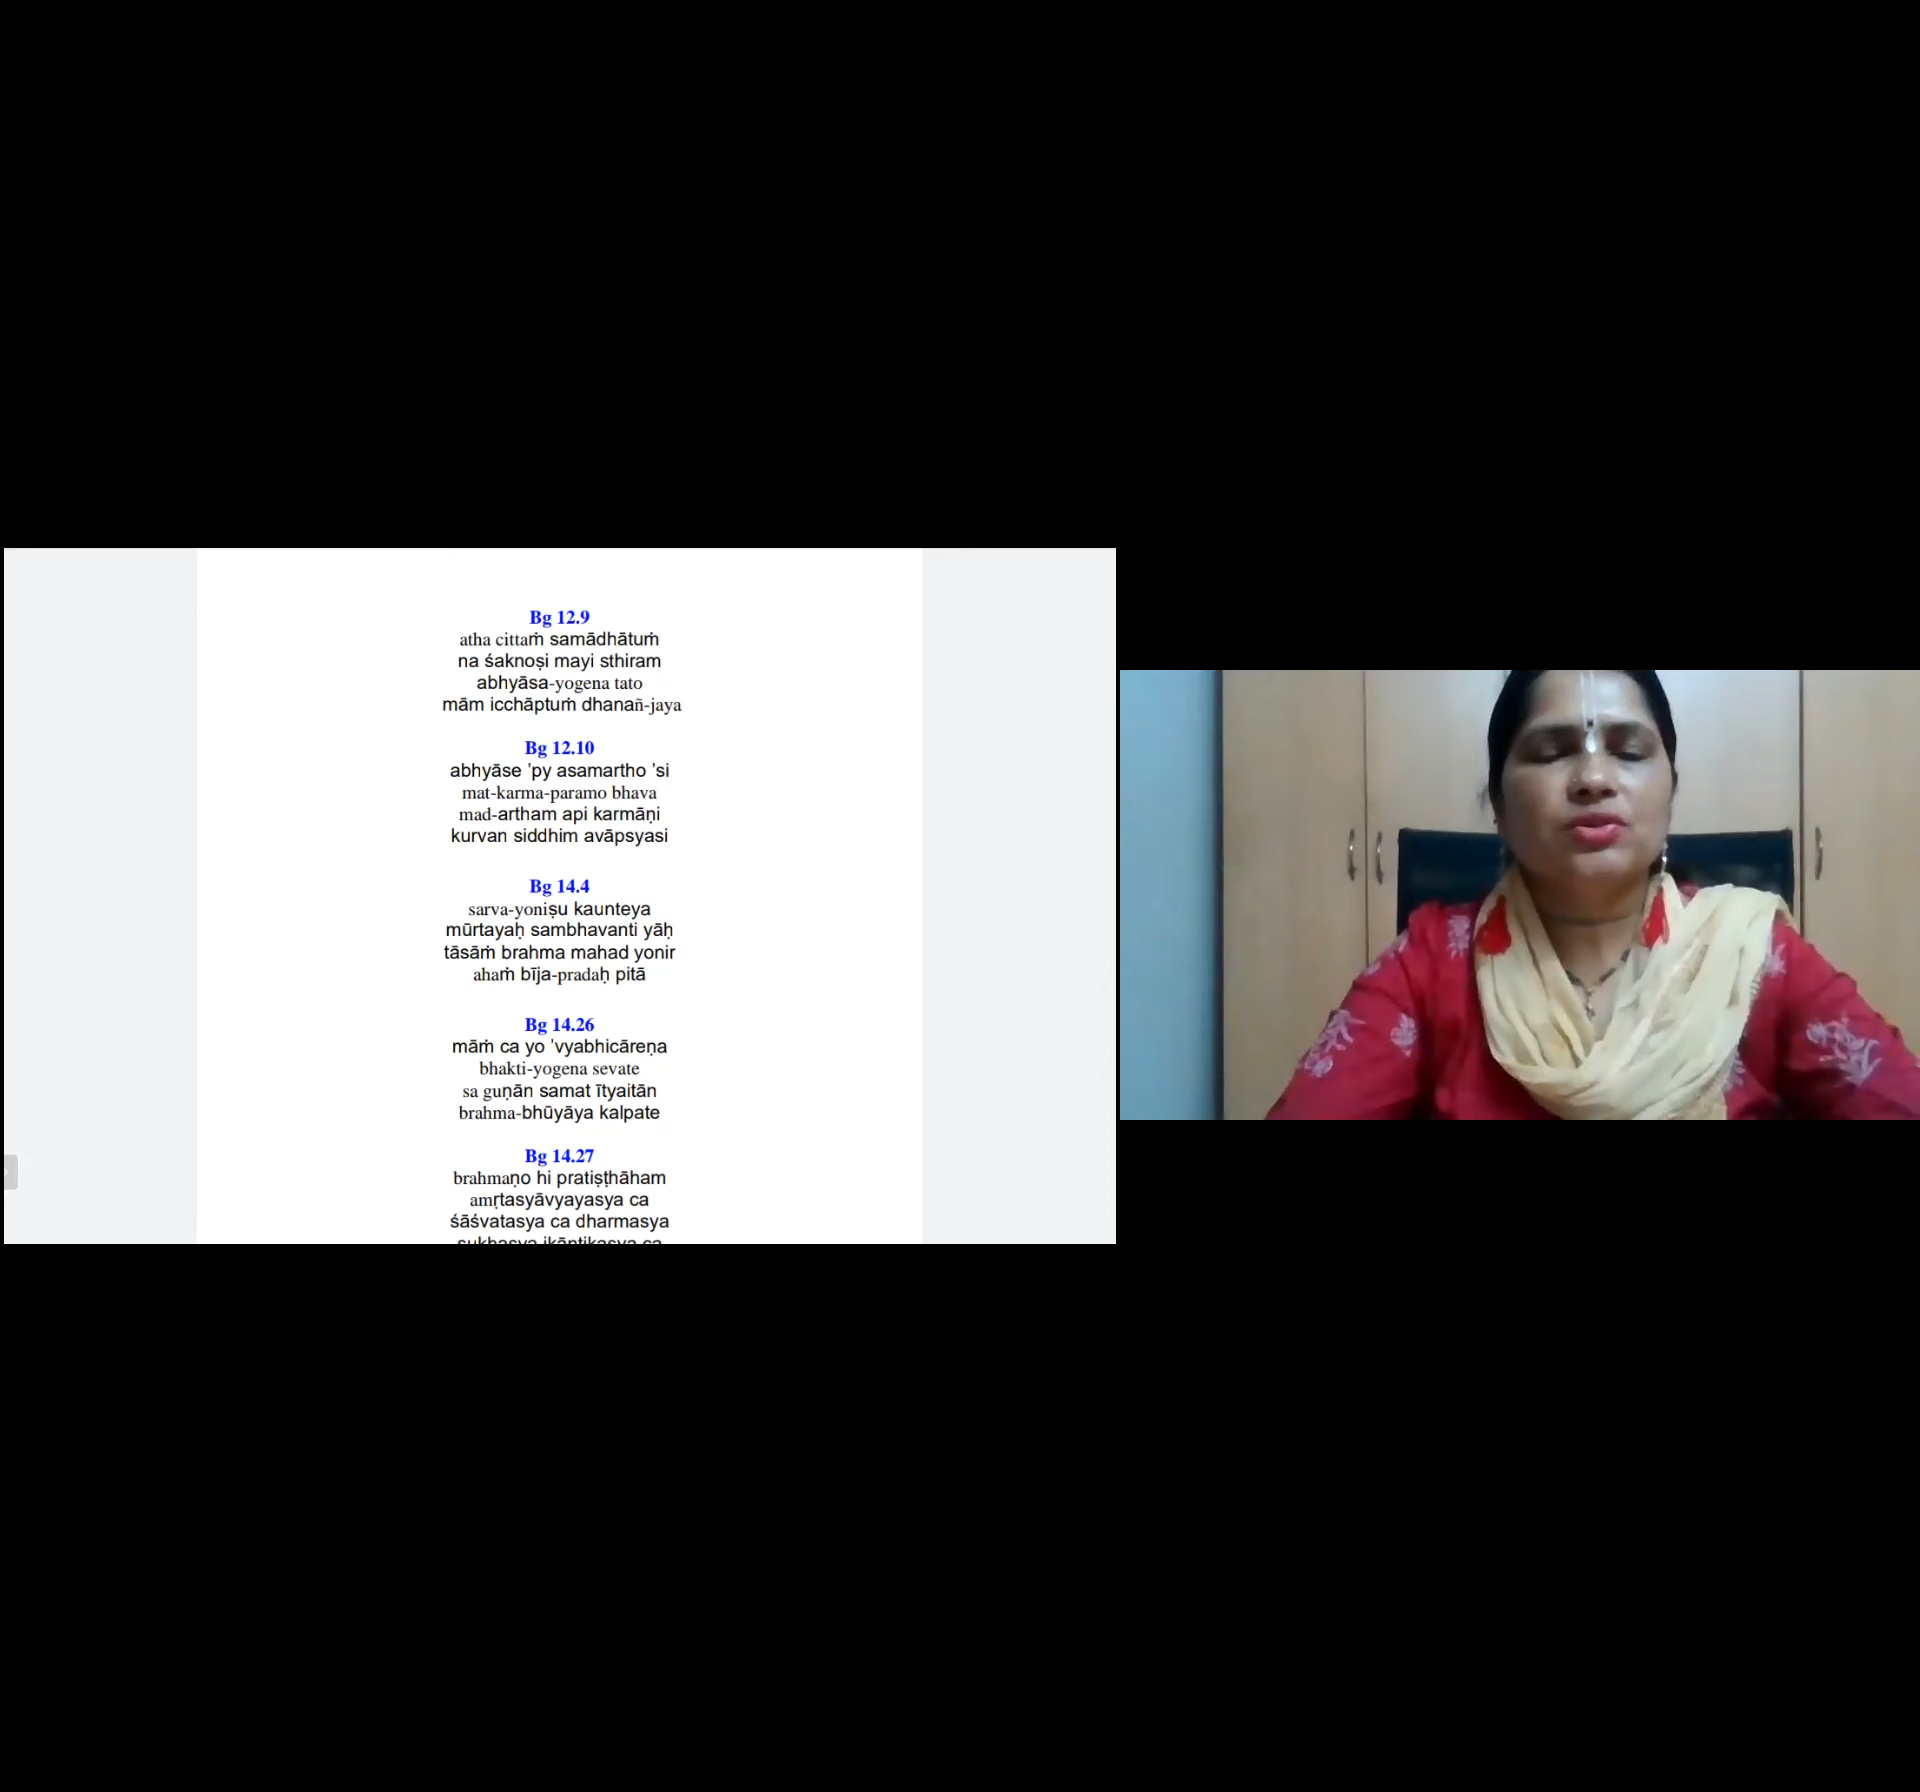 Bg 12.9
atha cittaṁ samādhātuṁ
na śaknoṣi mayi sthiram
abhyāsa-yogena tato
mām icchāptuṁ dhanañ-jaya
Bg 12.10
abhyāse ’py asamartho ’si
mat-karma-paramo bhava
mad-artham api karmāṇi
kurvan siddhim avāpsyasi
Bg 14.4
sarva-yoniṣu kaunteya
mūrtayaḥ sambhavanti yāḥ
tāsāṁ brahma mahad yonir
ahaṁ bīja-pradaḥ pitā
Bg 14.26
māṁ ca yo ’vyabhicāreṇa
bhakti-yogena sevate
sa guṇān samat ītyaitān
brahma-bhūyāya kalpate
Bg 14.27
brahmaṇo hi pratiṣṭhāham
amṛtasyāvyayasya ca
śāśvatasya ca dharmasya
sukhasya ikāntikasya ca